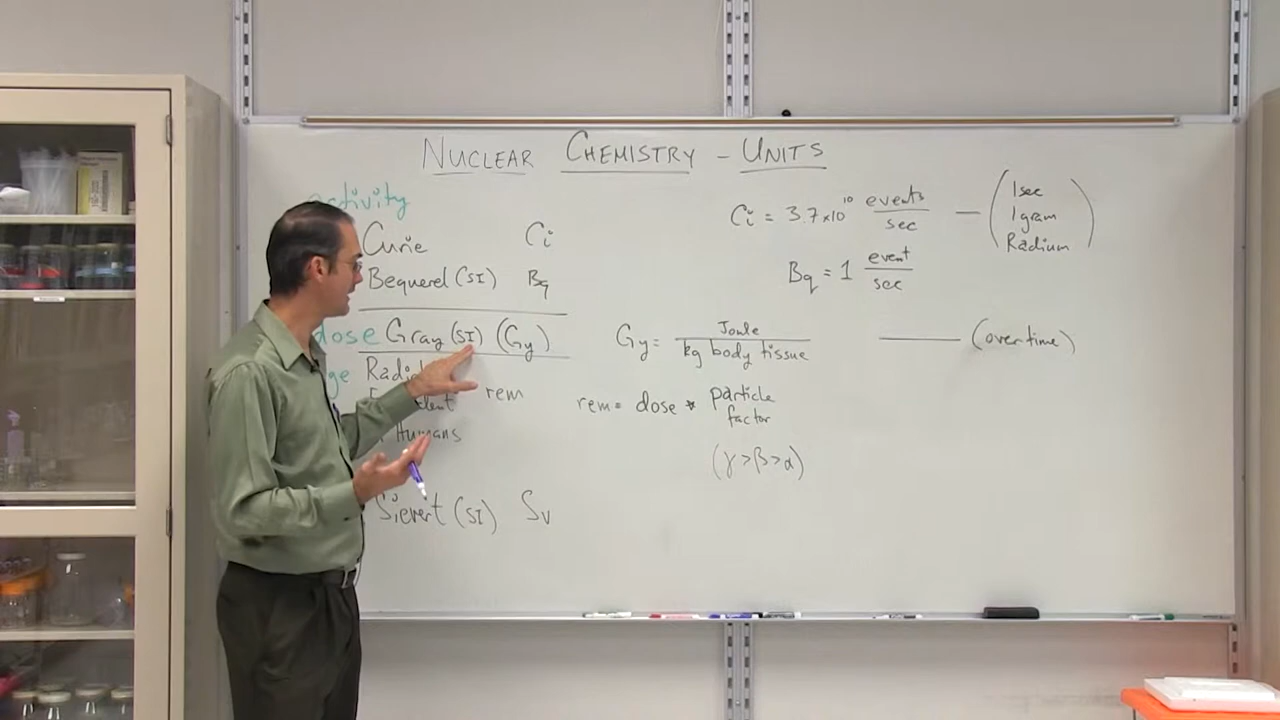 NUCLEAR CHEMISTRY - UNITS
activity
Curie Ci
Bequerel (SI) Bq
dose Gray (SI) (Gy)
rem
Humans
Sievert (SI) Sv
Ci = 3.7x10^10 events/sec — (1sec 1gram Radium)
Bq = 1 event/sec
Gy = Joule/kg body tissue — (over time)
rem = dose * particle factor
(γ > β > α)